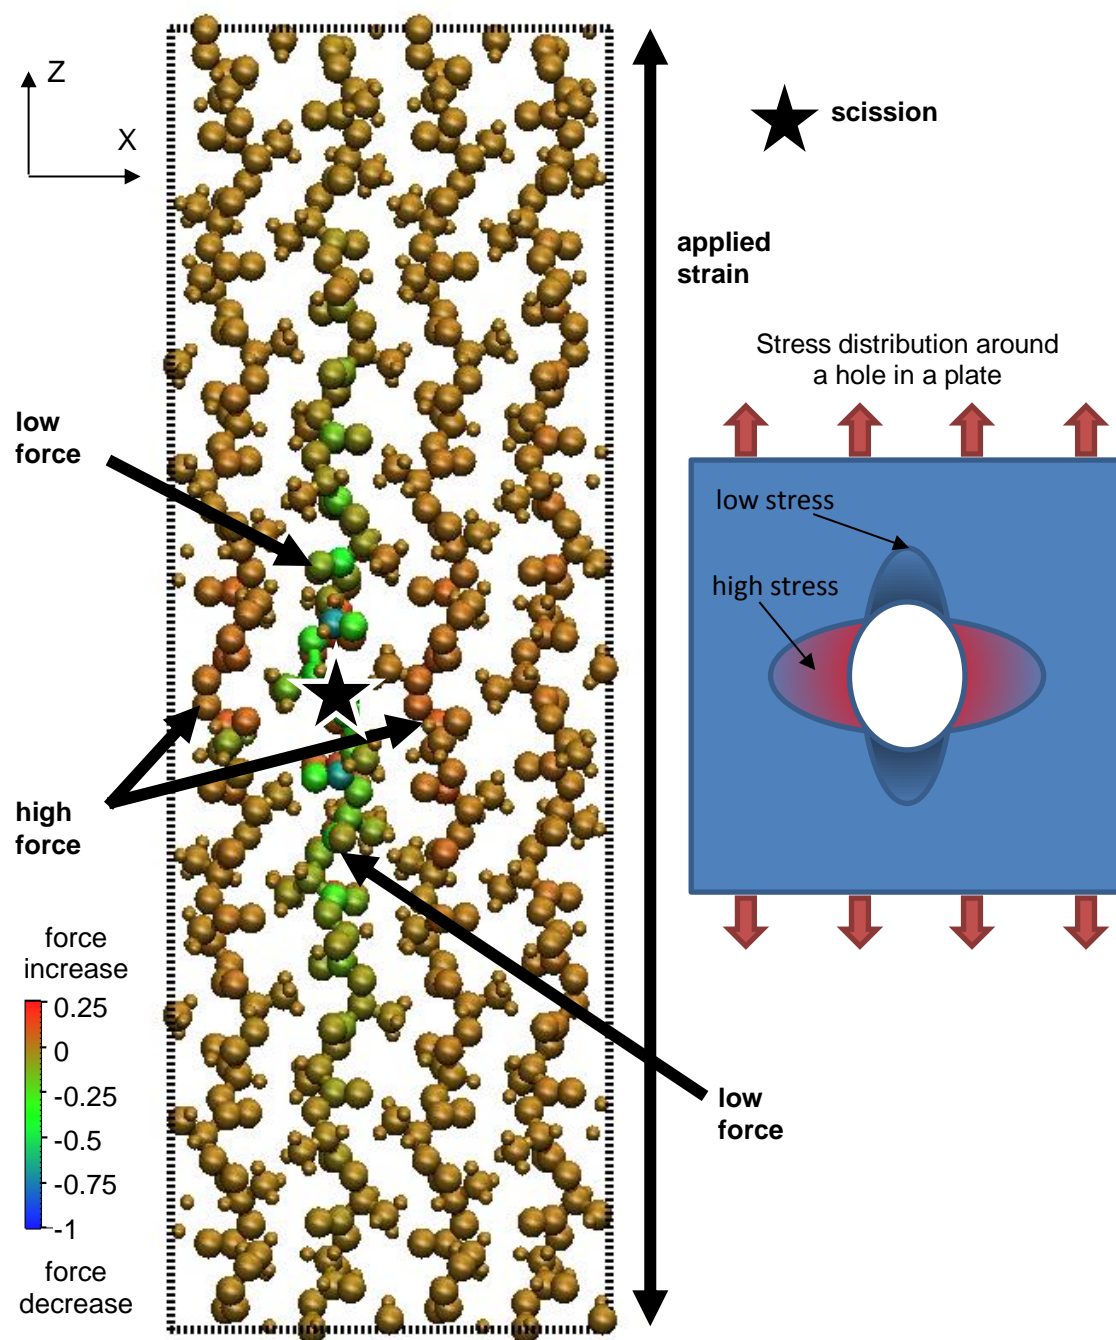 Z
X
scission
applied
strain
Stress distribution around
a hole in a plate
low
force
low stress
high stress
high
force
force
increase
0.25
0
-0.25
-0.5
-0.75
-1
force
decrease
low
force